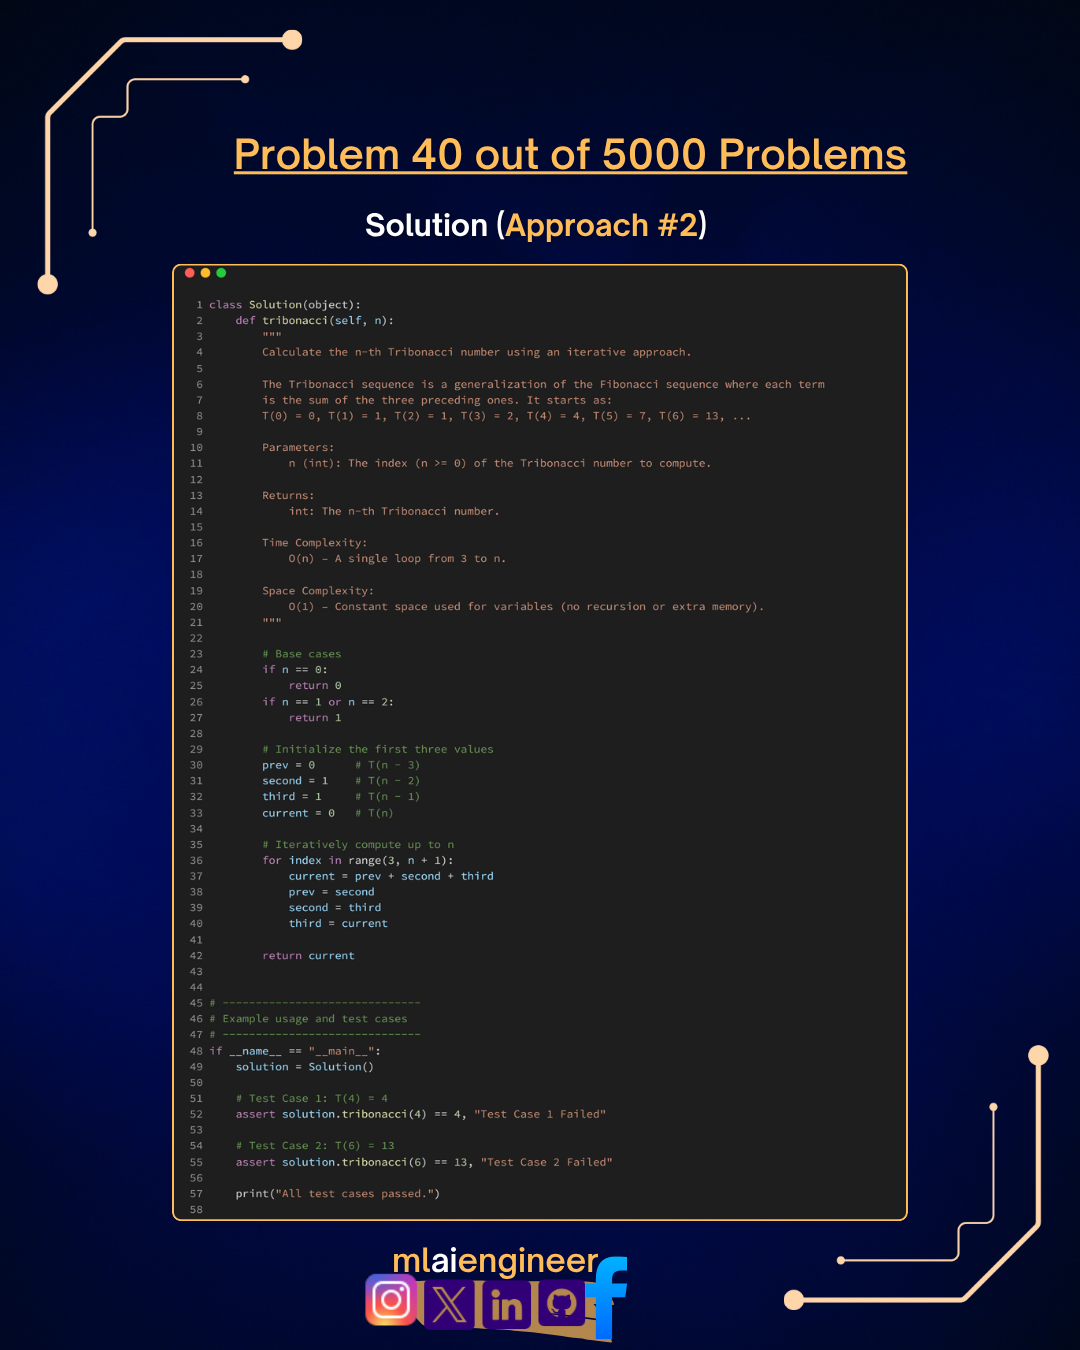 Problem 40 out of 5000 Problems
Solution (Approach #2)
1 class Solution(object):
2     def tribonacci(self, n):
3         """
4         Calculate the n-th Tribonacci number using an iterative approach.
5
6         The Tribonacci sequence is a generalization of the Fibonacci sequence where each term
7         is the sum of the three preceding ones. It starts as:
8         T(0) = 0, T(1) = 1, T(2) = 1, T(3) = 2, T(4) = 4, T(5) = 7, T(6) = 13, ...
9
10         Parameters:
11             n (int): The index (n >= 0) of the Tribonacci number to compute.
12
13         Returns:
14             int: The n-th Tribonacci number.
15
16         Time Complexity:
17             O(n) – A single loop from 3 to n.
18
19         Space Complexity:
20             O(1) – Constant space used for variables (no recursion or extra memory).
21         """
22
23         # Base cases
24         if n == 0:
25             return 0
26         if n == 1 or n == 2:
27             return 1
28
29         # Initialize the first three values
30         prev = 0      # T(n - 3)
31         second = 1    # T(n - 2)
32         third = 1     # T(n - 1)
33         current = 0   # T(n)
34
35         # Iteratively compute up to n
36         for index in range(3, n + 1):
37             current = prev + second + third
38             prev = second
39             second = third
40             third = current
41
42         return current
43
44
45 # ------------------------------
46 # Example usage and test cases
47 # ------------------------------
48 if __name__ == "__main__":
49     solution = Solution()
50
51     # Test Case 1: T(4) = 4
52     assert solution.tribonacci(4) == 4, "Test Case 1 Failed"
53
54     # Test Case 2: T(6) = 13
55     assert solution.tribonacci(6) == 13, "Test Case 2 Failed"
56
57     print("All test cases passed.")
58
mlaiengineer